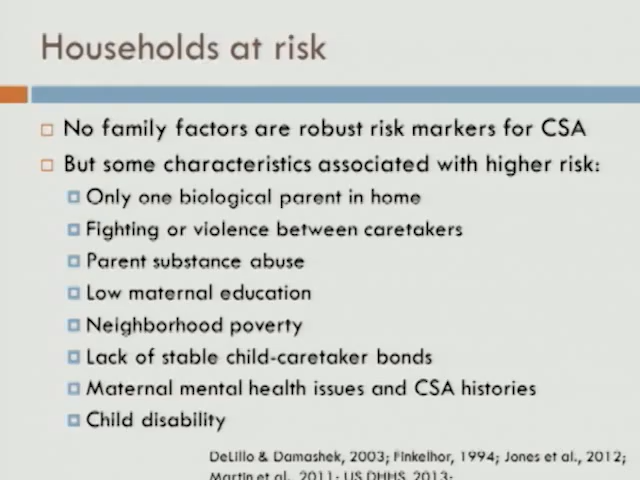 Households at risk
No family factors are robust risk markers for CSA
But some characteristics associated with higher risk:
Only one biological parent in home
Fighting or violence between caretakers
Parent substance abuse
Low maternal education
Neighborhood poverty
Lack of stable child-caretaker bonds
Maternal mental health issues and CSA histories
Child disability
DeLillo & Damashek, 2003; Finkelhor, 1994; Jones et al., 2012;
Martin et al., 2011; US DHHS, 2013;